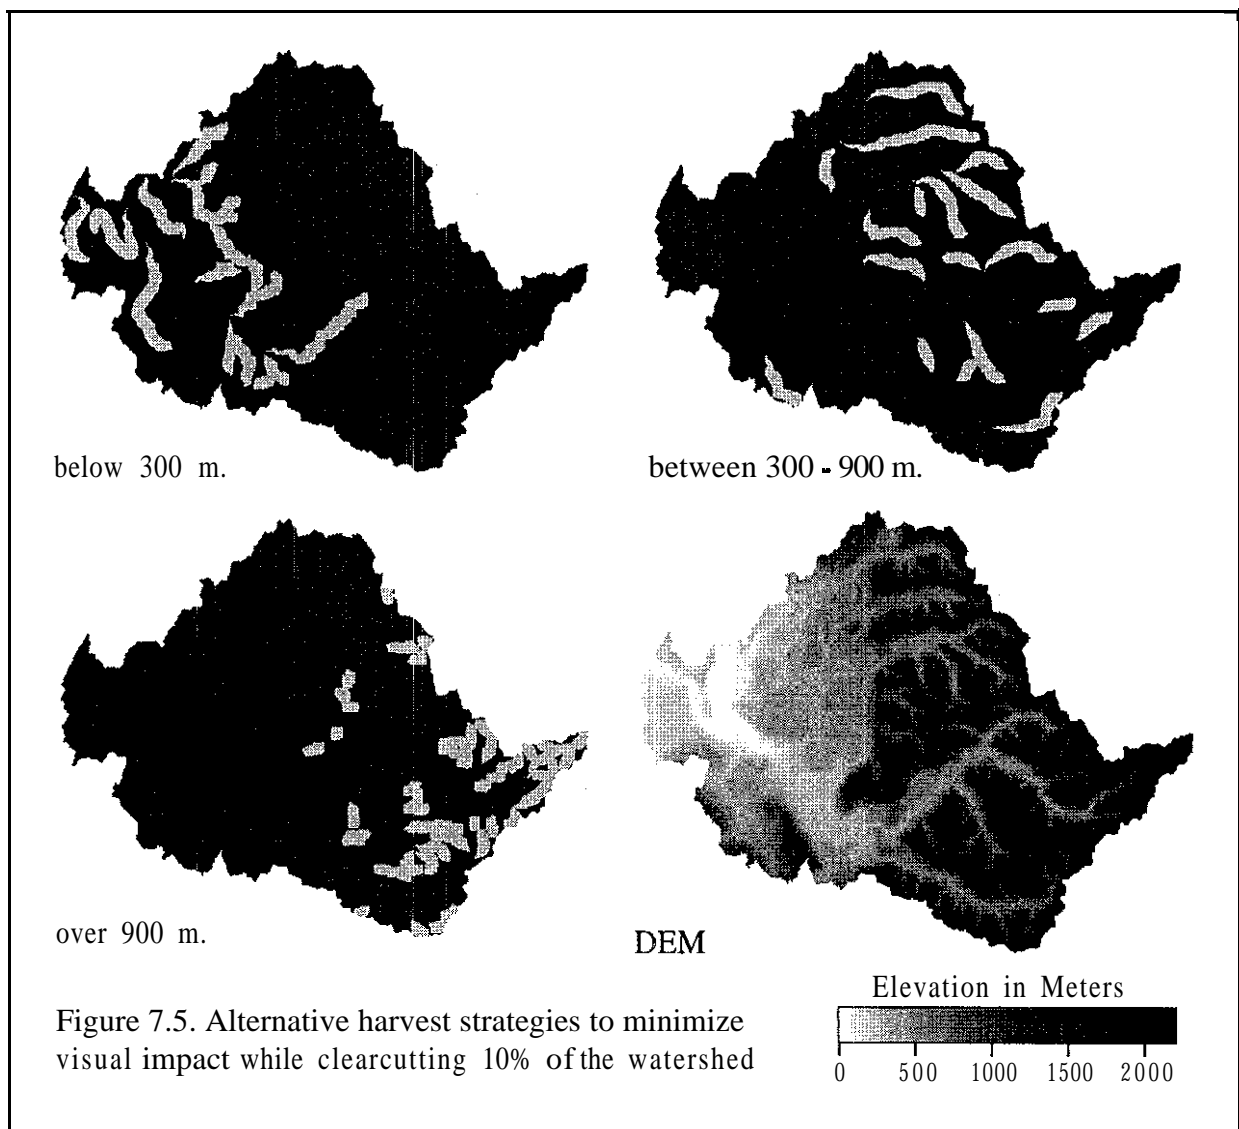 below 300 m.
between 300 - 900 m.
over 900 m.
DEM
Elevation in Meters
0 500 1000 1500 2000
Figure 7.5. Alternative harvest strategies to minimize
visual impact while clearcutting 10% of the watershed